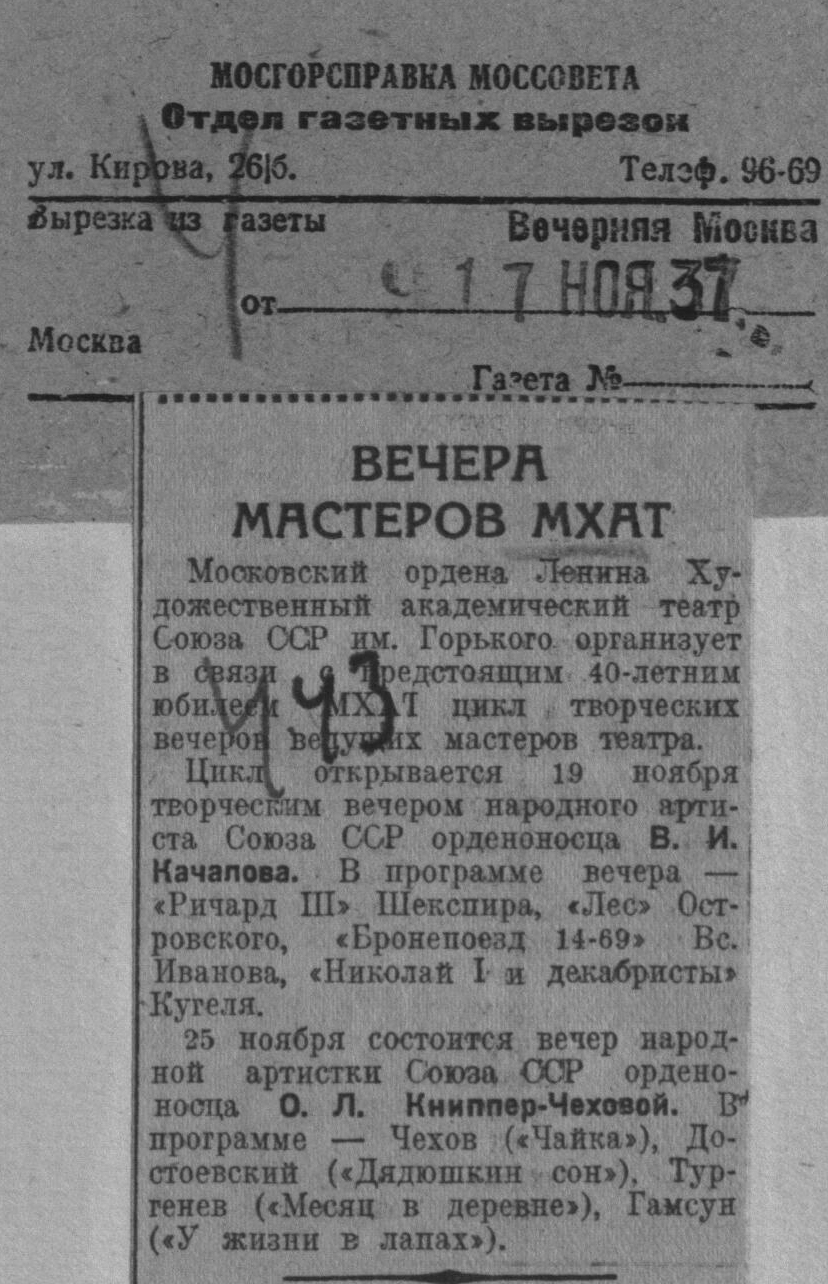 МОСГОРСПРАВКА МОССОВЕТА
Отдел газетных вырезок
ул. Кирова, 26|б.
Телеф. 96-69
Вырезка из газеты
Вечерняя Москва
от
17 НОЯ. 37
Москва
Газета №
ВЕЧЕРА
МАСТЕРОВ МХАТ
Московский ордена Ленина Ху-
дожественный академический театр
Союза ССР им. Горького организует
в связи с предстоящим 40-летним
юбилеем МХАТ цикл творческих
вечеров ведущих мастеров театра.
Цикл открывается 19 ноября
творческим вечером народного арти-
ста Союза ССР орденоносца В. И.
Качалова. В программе вечера —
«Ричард III» Шекспира, «Лес» Ост-
ровского, «Бронепоезд 14-69» Вс.
Иванова, «Николай I и декабристы»
Кугеля.
25 ноября состоится вечер народ-
ной артистки Союза ССР ордено-
носца О. Л. Книппер-Чеховой. В
программе — Чехов («Чайка»), До-
стоевский («Дядюшкин сон»), Тур-
генев («Месяц в деревне»), Гамсун
(«У жизни в лапах»).